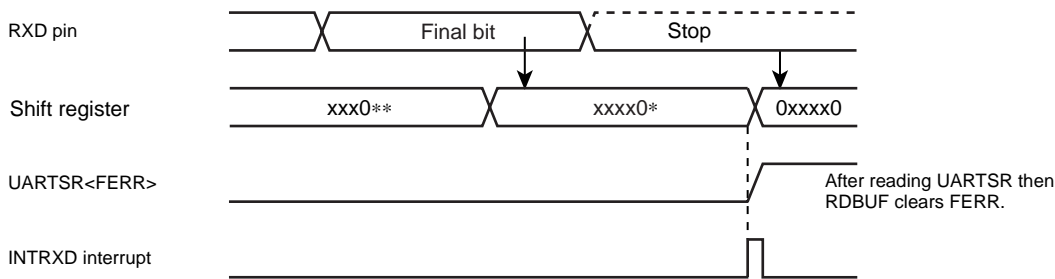 RXD pin
Final bit
Stop
Shift register
xxx0**
xxxx0*
0xxxx0
UARTSR<FERR>
After reading UARTSR then
RDBUF clears FERR.
INTRXD interrupt